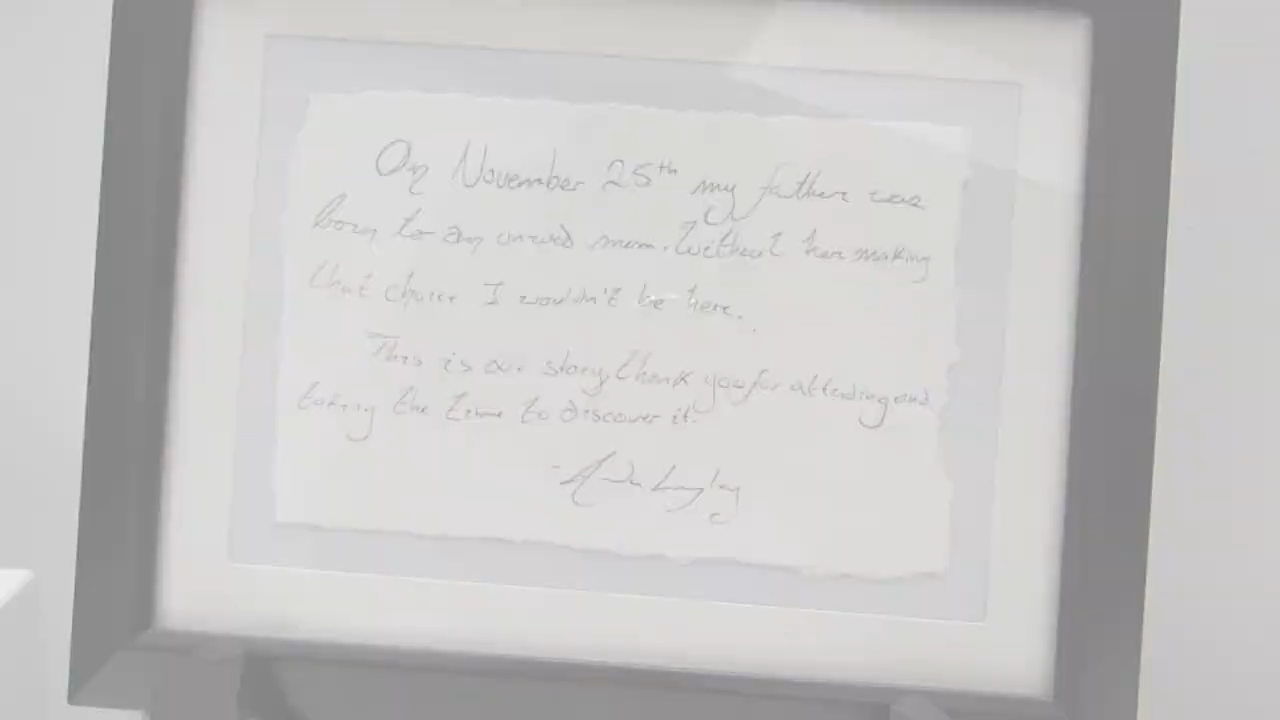 On November 25th my father was
born to an unwed mom. Without her making
that choice I wouldn't be here.
This is our story, thank you for attending and
taking the time to discover it.